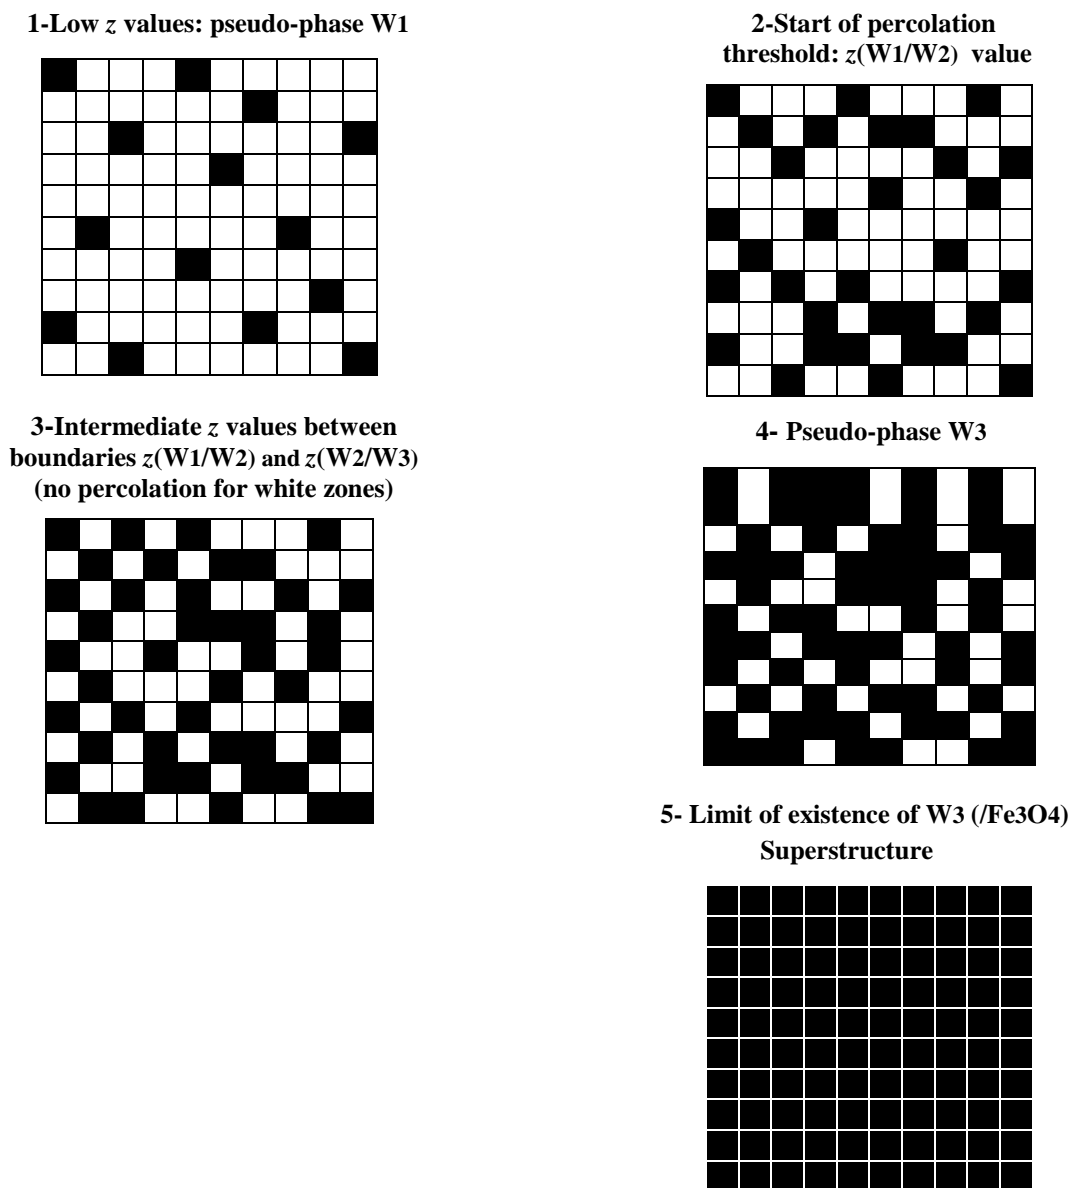 1-Low z values: pseudo-phase W1
2-Start of percolation
threshold: z(W1/W2) value
3-Intermediate z values between
boundaries z(W1/W2) and z(W2/W3)
(no percolation for white zones)
4- Pseudo-phase W3
5- Limit of existence of W3 (/Fe3O4)
Superstructure